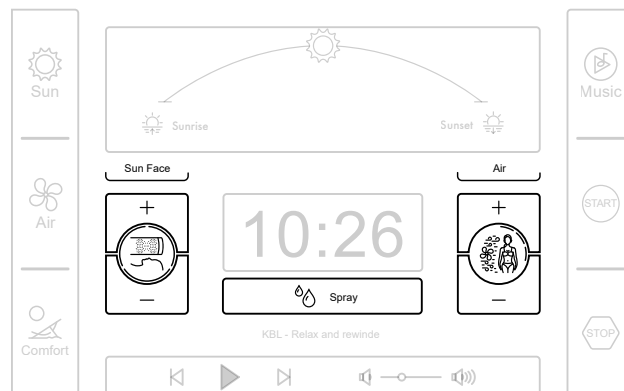 Sun
Air
Comfort
Sunrise
Sunset
Sun Face
Air
+
+
10:26
−
−
Spray
KBL - Relax and rewinde
Music
START
STOP